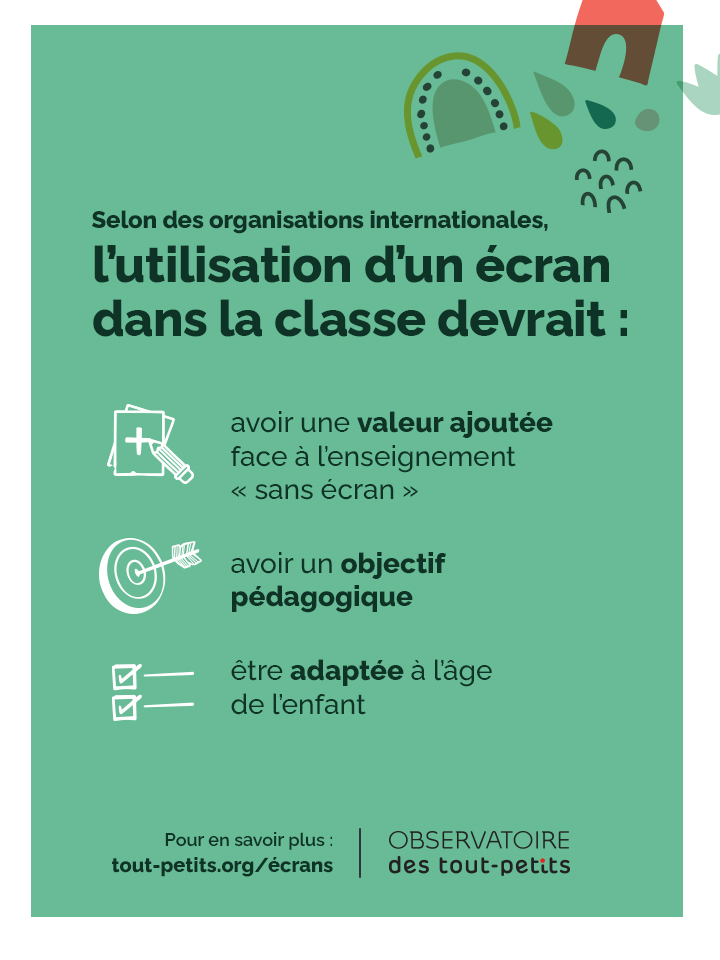 Selon des organisations internationales,
l’utilisation d’un écran
dans la classe devrait :
avoir une valeur ajoutée
face à l’enseignement
« sans écran »
avoir un objectif
pédagogique
être adaptée à l’âge
de l’enfant
Pour en savoir plus :
tout-petits.org/écrans
OBSERVATOIRE
des tout-petits